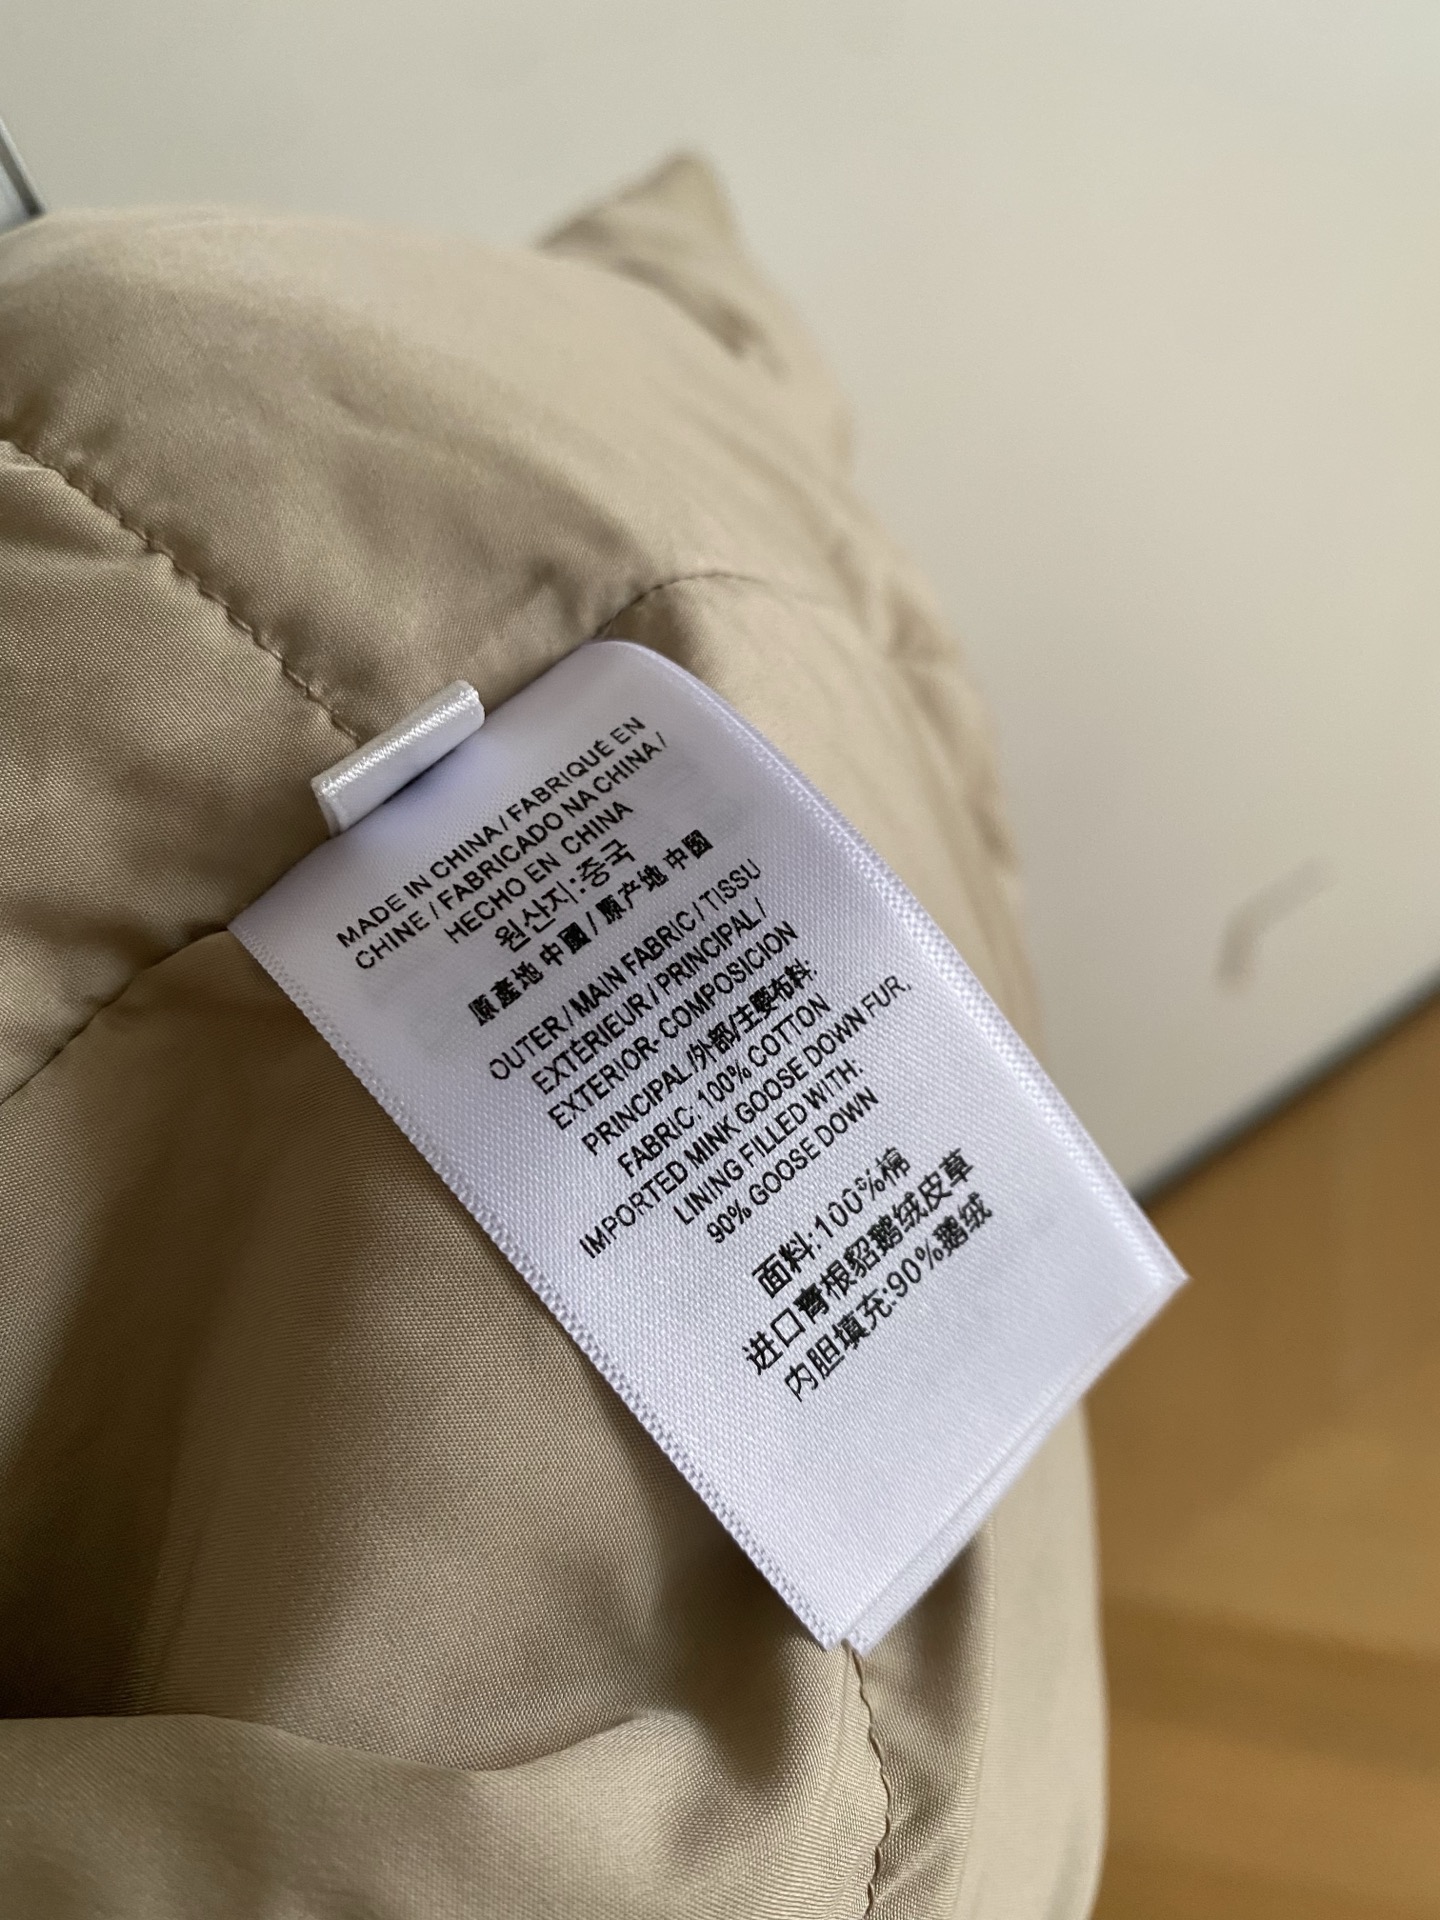 MADE IN CHINA / FABRIQUÉ EN
CHINE / FABRICADO NA CHINA /
HECHO EN CHINA
원산지:중국
原產地 中國 / 原产地 中國
OUTER / MAIN FABRIC / TISSU
EXTÉRIEUR / PRINCIPAL /
EXTERIOR- COMPOSICION
PRINCIPAL /外部/主要布料:
FABRIC: 100% COTTON
IMPORTED MINK GOOSE DOWN FUR,
LINING FILLED WITH:
90% GOOSE DOWN
面料:100%棉
进口青根貂鹅绒皮草
内胆填充:90%鹅绒